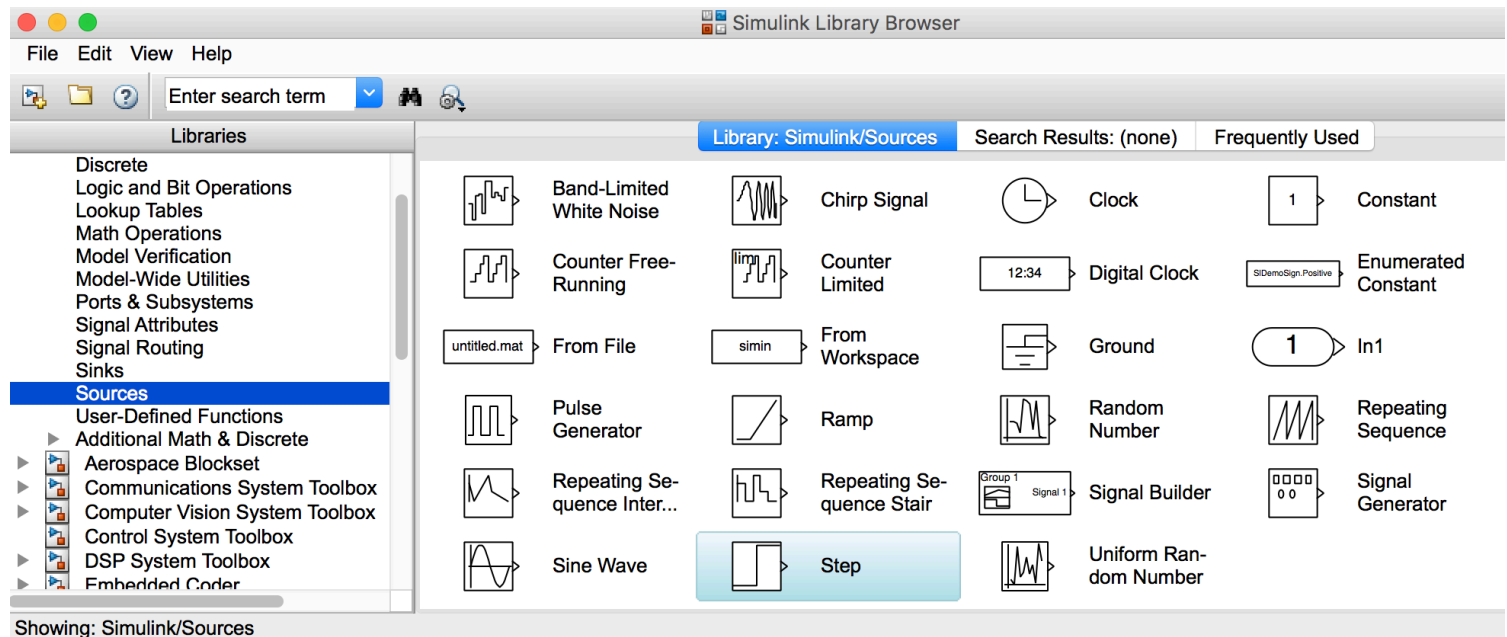 Simulink Library Browser
File Edit View Help
Enter search term
Libraries
Library: Simulink/Sources Search Results: (none) Frequently Used
Discrete
Logic and Bit Operations
Lookup Tables
Math Operations
Model Verification
Model-Wide Utilities
Ports & Subsystems
Signal Attributes
Signal Routing
Sinks
Sources
User-Defined Functions
Additional Math & Discrete
Aerospace Blockset
Communications System Toolbox
Computer Vision System Toolbox
Control System Toolbox
DSP System Toolbox
Embedded Coder
Band-Limited
White Noise
Chirp Signal
Clock
1
Constant
Counter Free-
Running
lim
Counter
Limited
12:34
Digital Clock
SlDemoSign.Positive
Enumerated
Constant
untitled.mat
From File
simin
From
Workspace
Ground
1
In1
Pulse
Generator
Ramp
Random
Number
Repeating
Sequence
Repeating Se-
quence Inter...
Repeating Se-
quence Stair
Group 1
Signal 1
Signal Builder
Signal
Generator
Sine Wave
Step
Uniform Ran-
dom Number
Showing: Simulink/Sources